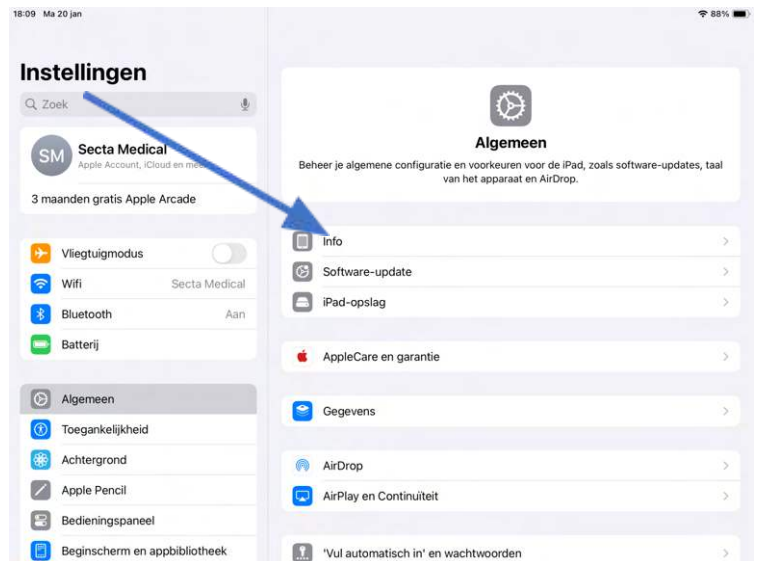 18:09 Ma 20 jan
88%
Instellingen
Zoek
SM
Secta Medical
Apple Account, iCloud en me
3 maanden gratis Apple Arcade
Vliegtuigmodus
Wifi Secta Medical
Bluetooth Aan
Batterij
Algemeen
Toegankelijkheid
Achtergrond
Apple Pencil
Bedieningspaneel
Beginscherm en appbibliotheek
Algemeen
Beheer je algemene configuratie en voorkeuren voor de iPad, zoals software-updates, taal
van het apparaat en AirDrop.
Info
Software-update
iPad-opslag
AppleCare en garantie
Gegevens
AirDrop
AirPlay en Continuïteit
'Vul automatisch in' en wachtwoorden